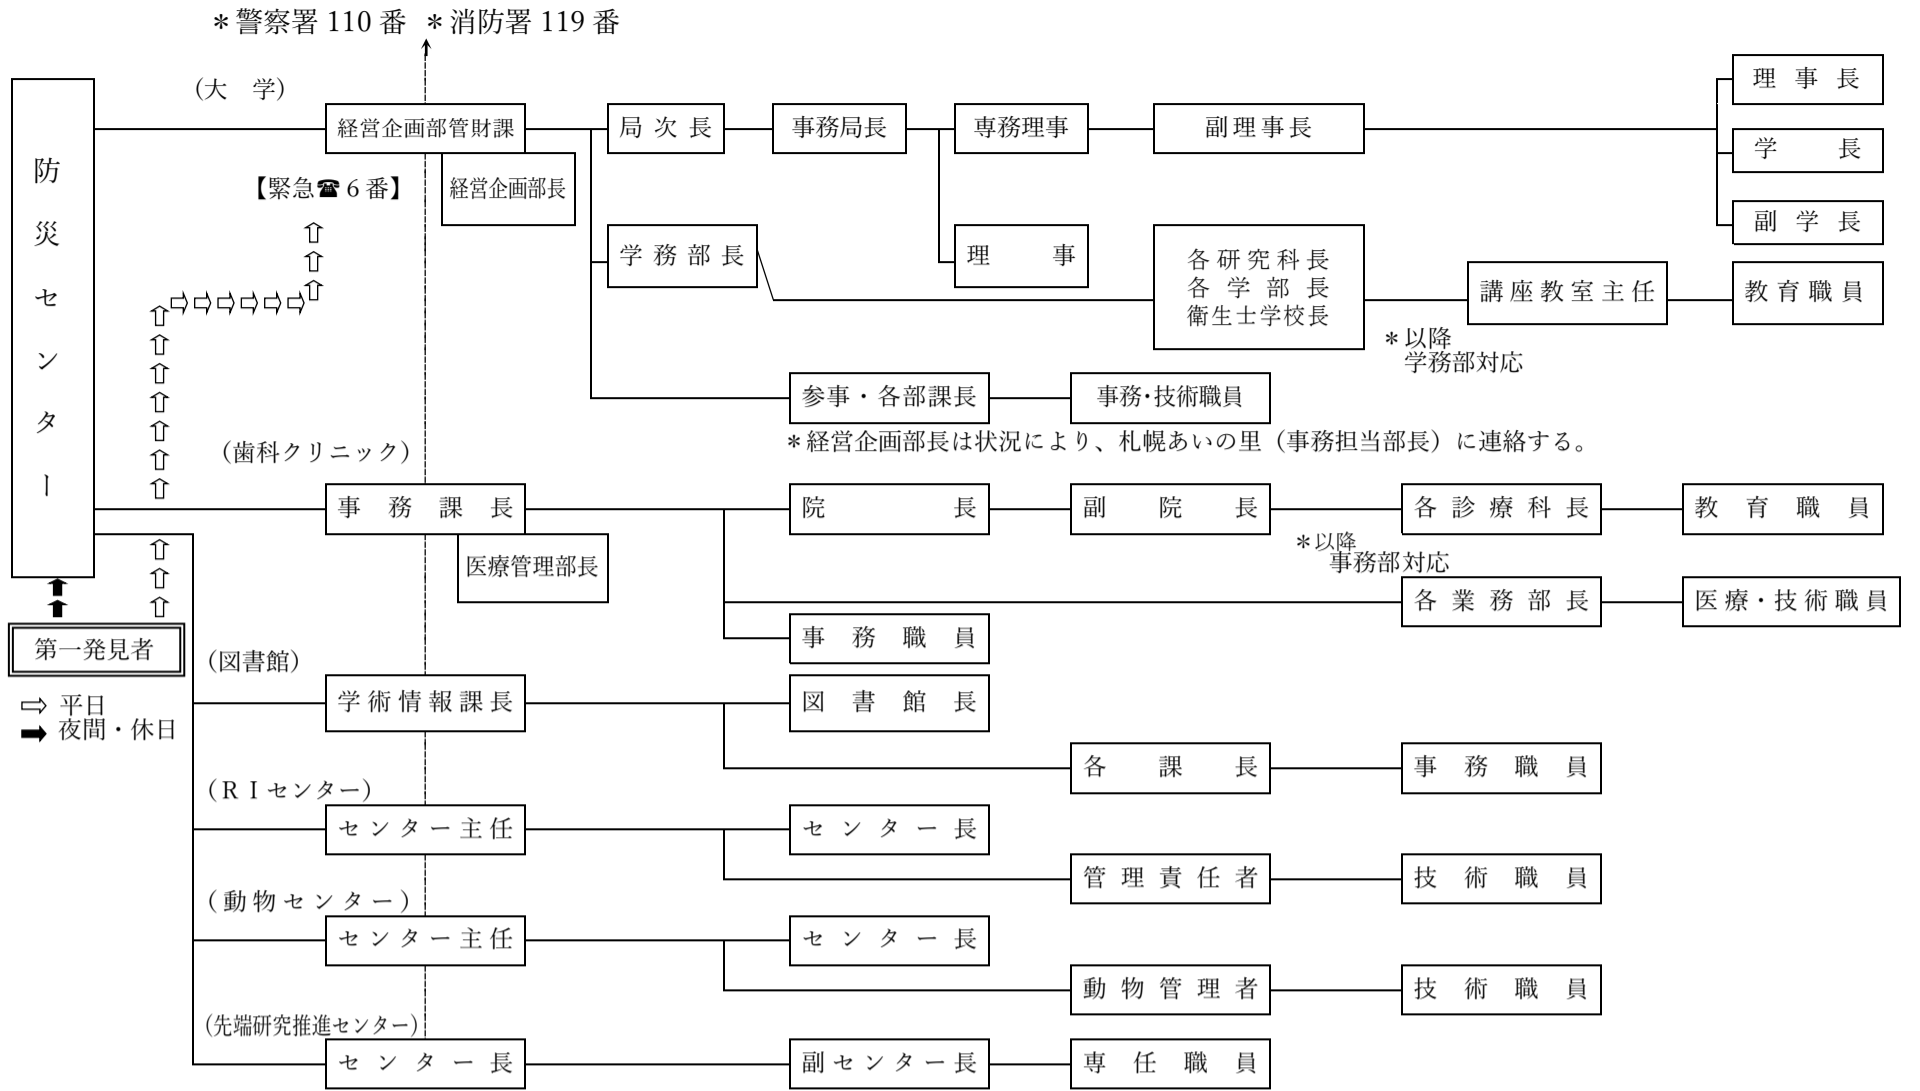 ＊警察署 110 番 ＊消防署 119 番
防災センター
（大　学）
経営企画部管財課
局次長
事務局長
専務理事
副理事長
理事長
学長
副学長
経営企画部長
【緊急☎６番】
学務部長
理事
各研究科長
各学部長
衛生士学校長
講座教室主任
教育職員
＊以降
学務部対応
参事・各部課長
事務・技術職員
＊経営企画部長は状況により、札幌あいの里（事務担当部長）に連絡する。
（歯科クリニック）
事務課長
院長
副院長
各診療科長
教育職員
医療管理部長
＊以降
事務部対応
各業務部長
医療・技術職員
事務職員
第一発見者
⇨ 平日
➡ 夜間・休日
（図書館）
学術情報課長
図書館長
各課長
事務職員
（ＲＩセンター）
センター主任
センター長
管理責任者
技術職員
（動物センター）
センター主任
センター長
動物管理者
技術職員
（先端研究推進センター）
センター長
副センター長
専任職員